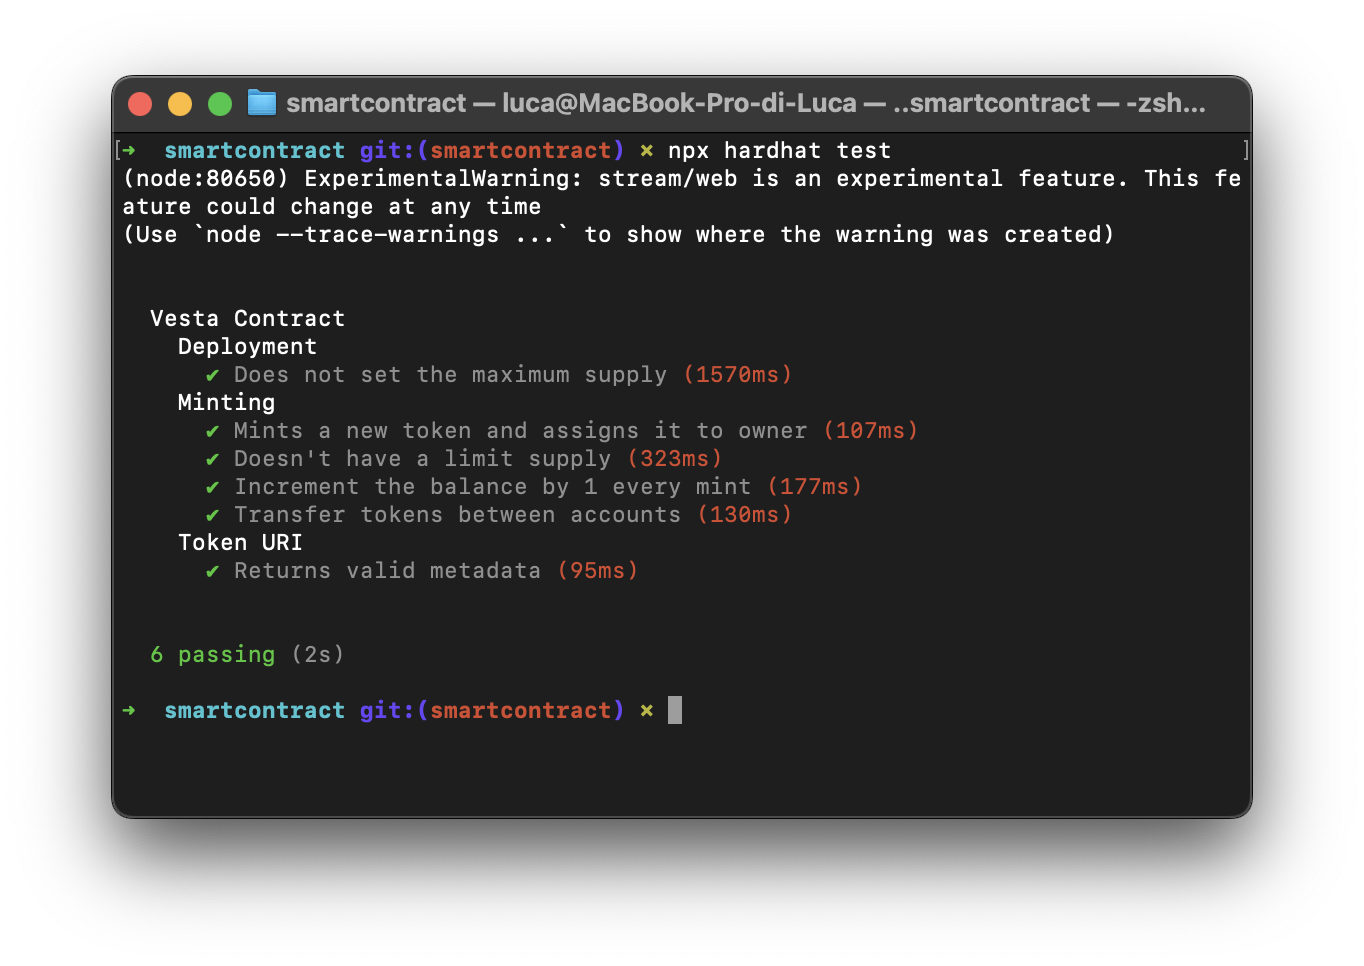 smartcontract — luca@MacBook-Pro-di-Luca — ..smartcontract — -zsh...
[➜  smartcontract git:(smartcontract) ✗ npx hardhat test ]
(node:80650) ExperimentalWarning: stream/web is an experimental feature. This fe
ature could change at any time
(Use `node --trace-warnings ...` to show where the warning was created)
Vesta Contract
Deployment
✔ Does not set the maximum supply (1570ms)
Minting
✔ Mints a new token and assigns it to owner (107ms)
✔ Doesn't have a limit supply (323ms)
✔ Increment the balance by 1 every mint (177ms)
✔ Transfer tokens between accounts (130ms)
Token URI
✔ Returns valid metadata (95ms)
6 passing (2s)
➜  smartcontract git:(smartcontract) ✗